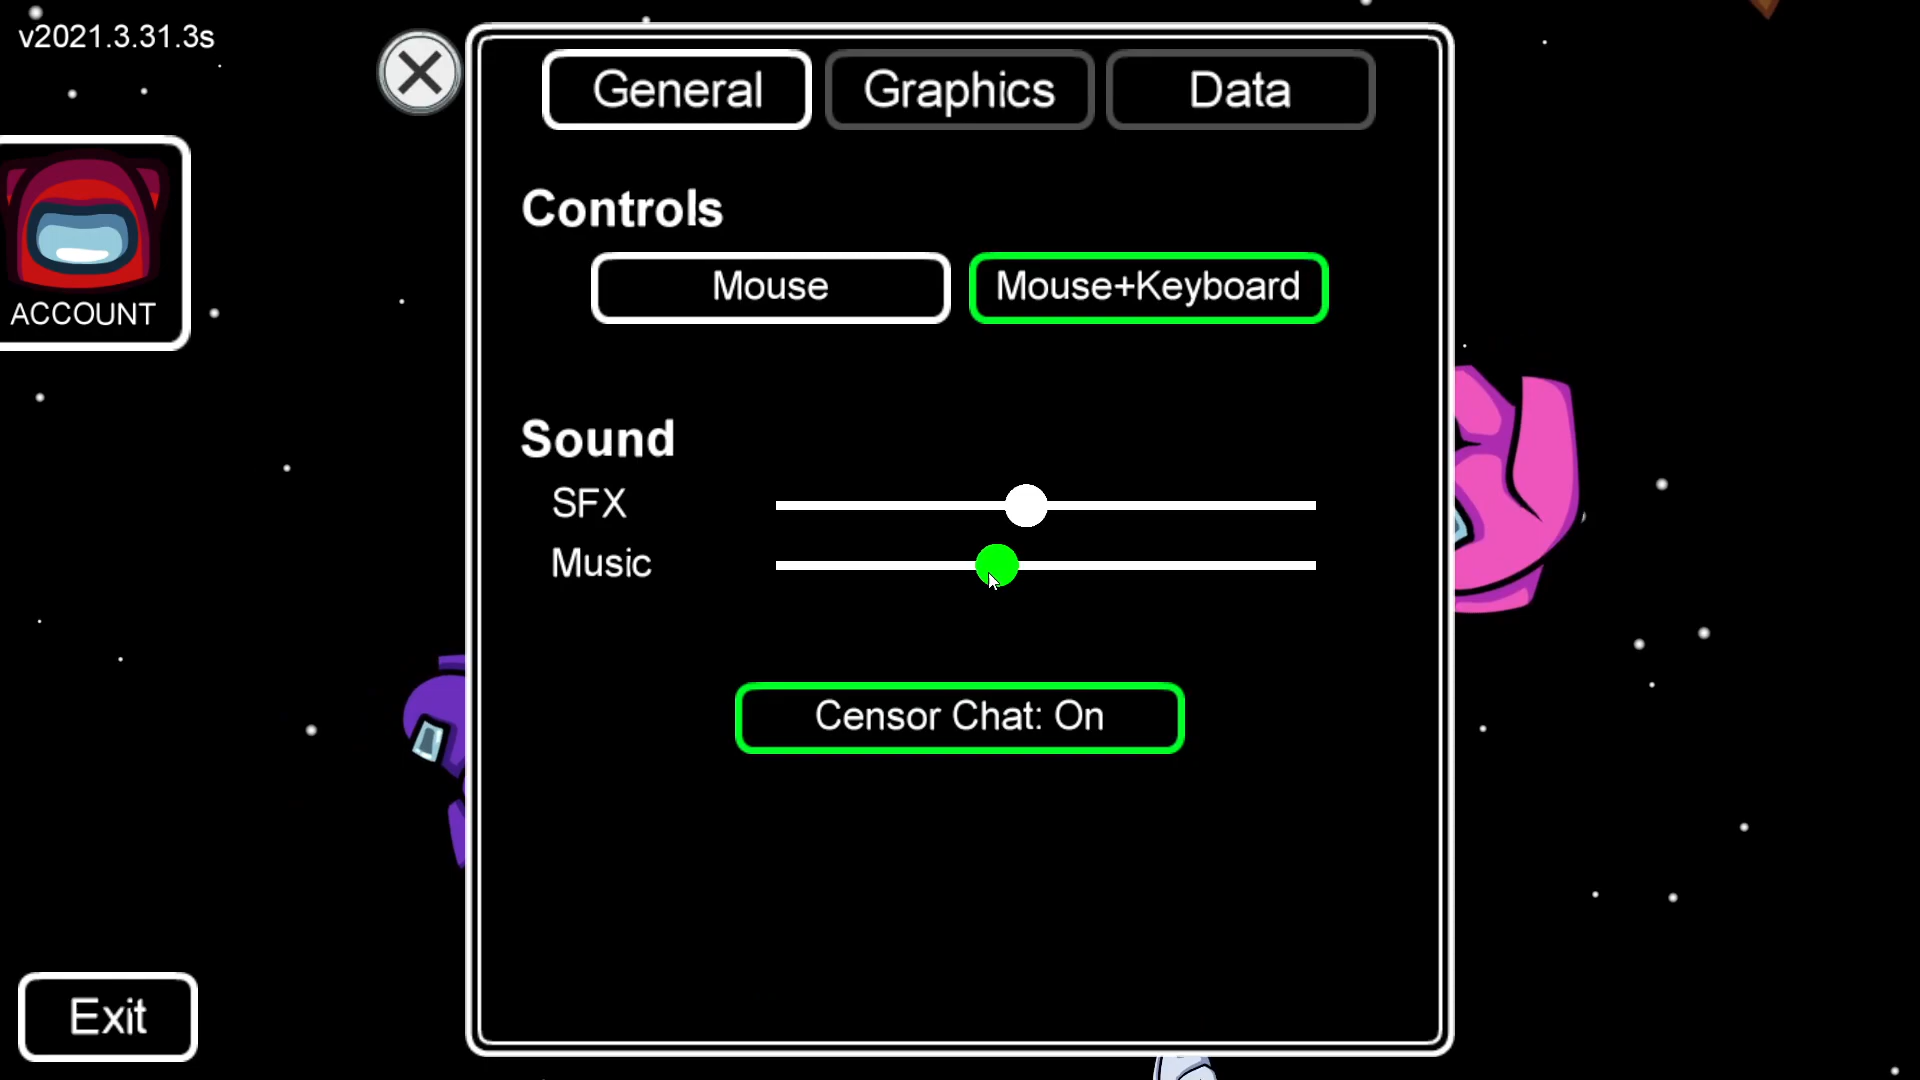 v2021.3.31.3s
General
Graphics
Data
ACCOUNT
Controls
Mouse
Mouse+Keyboard
Sound
SFX
Music
Censor Chat: On
Exit